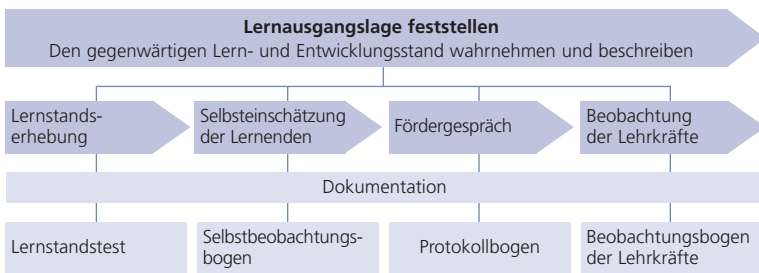 Lernausgangslage feststellen
Den gegenwärtigen Lern- und Entwicklungsstand wahrnehmen und beschreiben
Lernstands-
erhebung
Selbsteinschätzung
der Lernenden
Fördergespräch
Beobachtung
der Lehrkräfte
Dokumentation
Lernstandstest
Selbstbeobachtungs-
bogen
Protokollbogen
Beobachtungsbogen
der Lehrkräfte